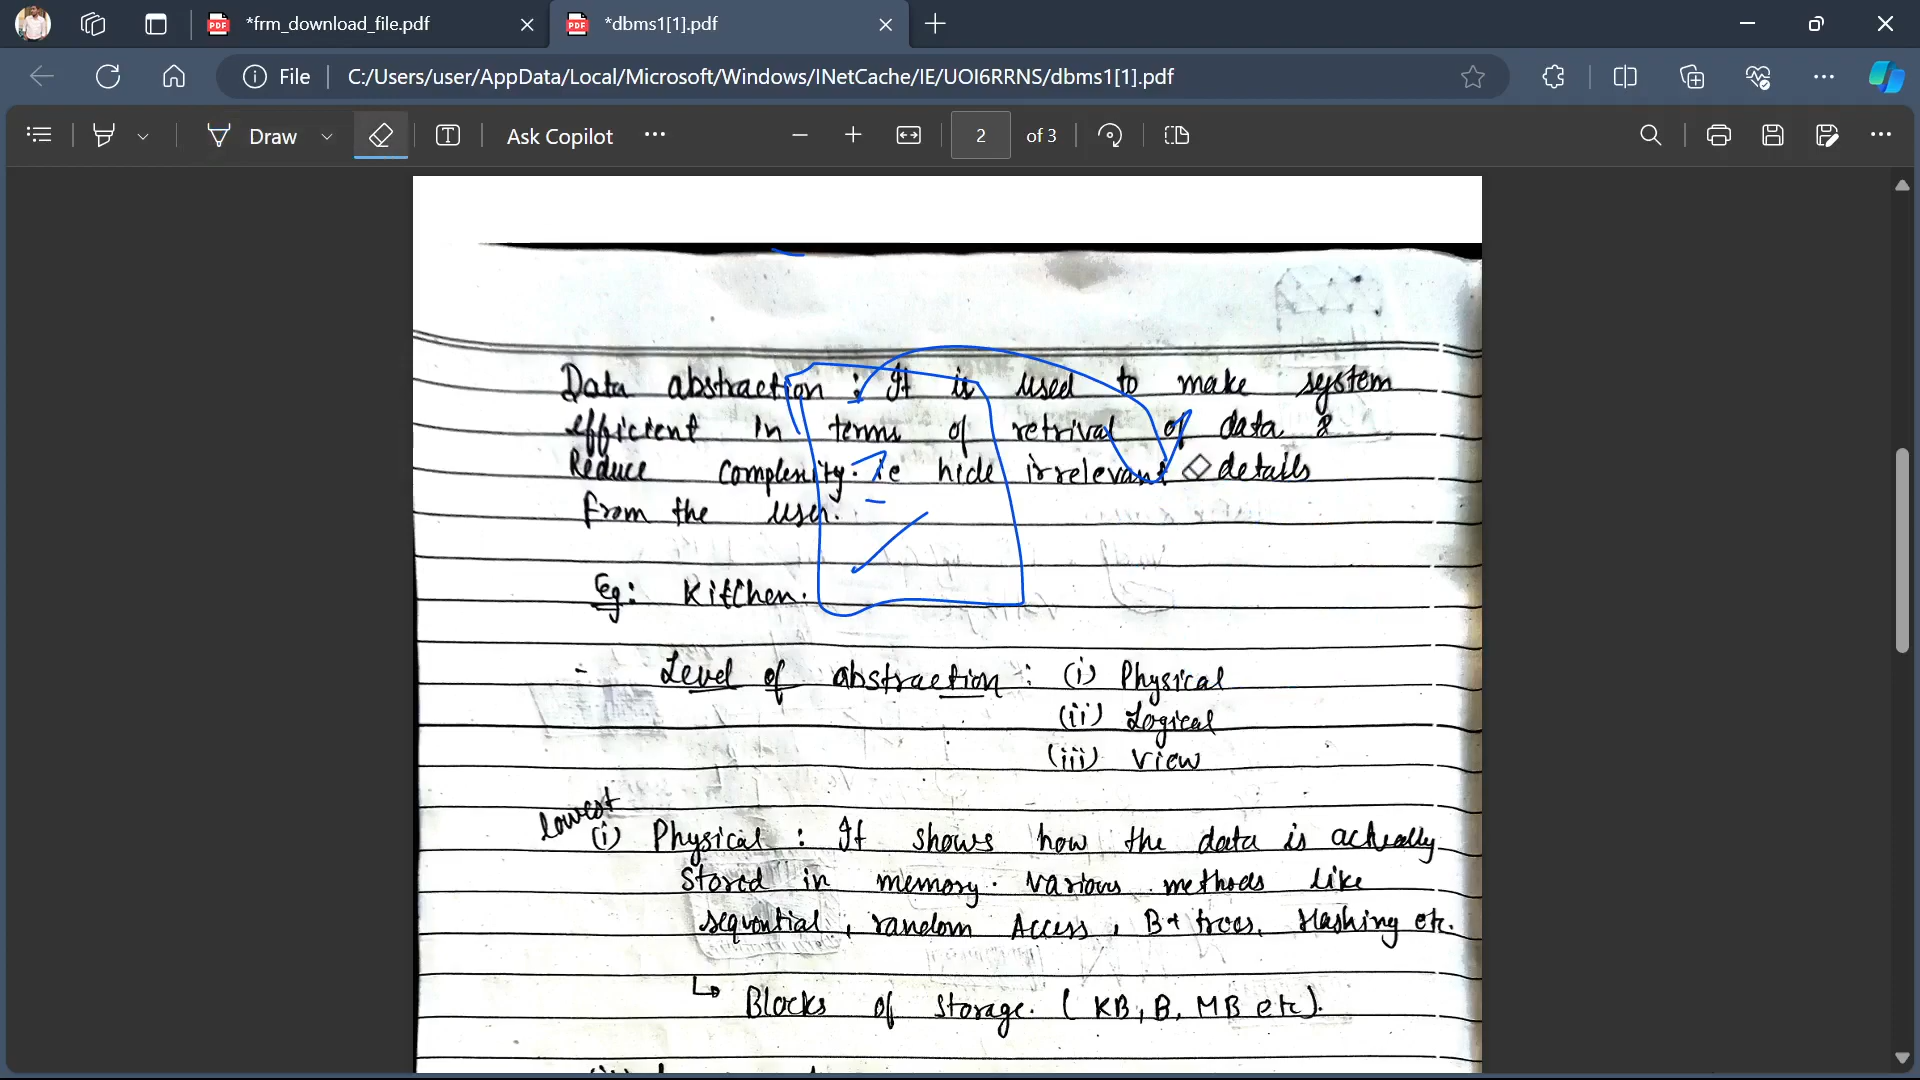 *frm_download_file.pdf
*dbms1[1].pdf
File
C:/Users/user/AppData/Local/Microsoft/Windows/INetCache/IE/UOI6RRNS/dbms1[1].pdf
Draw
Ask Copilot
2 of 3
Data abstraction : It is used to make system
efficient in terms of retrival of data &
Reduce Complexity. ie hide irrelevant details
from the user.
Eg: Kitchen.
Level of abstraction : (i) Physical
(ii) Logical
(iii) View
lowest
(i) Physical : It shows how the data is actually
Stored in memory. Various methods like
sequential, random Access, B+ trees, Hashing etc.
↳ Blocks of storage. ( KB, B, MB etc).